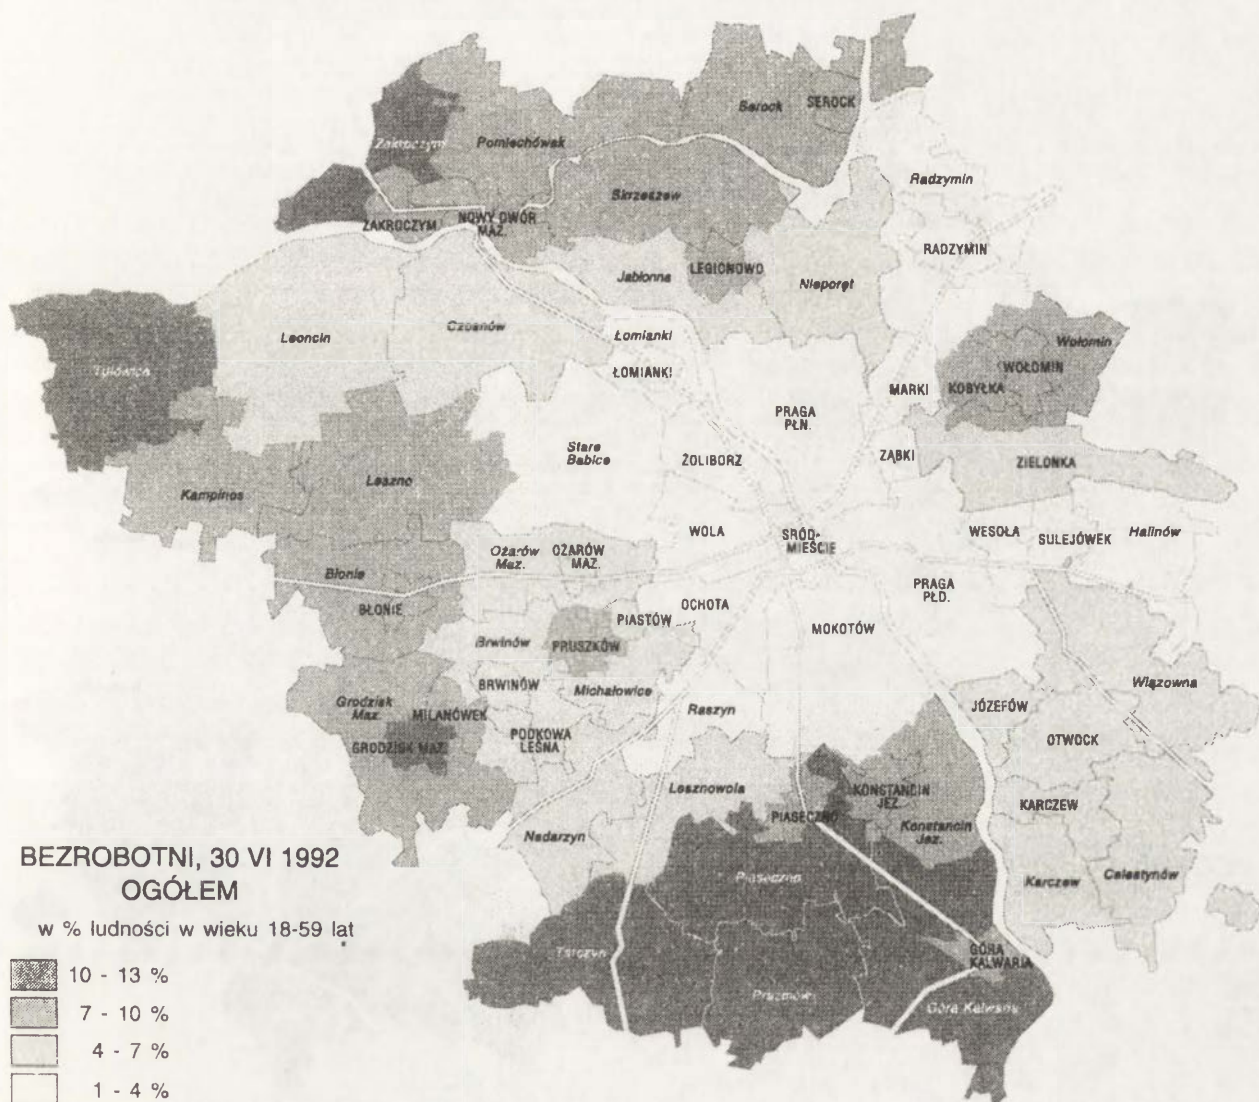 Serock
SEROCK
Zakroczym
Pomiechówek
Radzymin
Skrzeszew
ZAKROCZYM
NOWY DWÓR
MAZ.
RADZYMIN
Jabłonna
LEGIONOWO
Nieporęt
Leoncin
Czosnów
Łomianki
Wołomin
WOŁOMIN
Tułowice
ŁOMIANKI
MARKI
KOBYŁKA
PRAGA
PŁN.
Stare
Babice
ŻOLIBORZ
ZĄBKI
ZIELONKA
Kampinos
Leszno
WOLA
ŚRÓD-
MIEŚCIE
WESOŁA
SULEJÓWEK
Halinów
Ożarów
Maz.
OŻARÓW
MAZ.
Błonie
BŁONIE
PRAGA
PŁD.
OCHOTA
PIASTÓW
MOKOTÓW
Brwinów
PRUSZKÓW
BRWINÓW
Michałowice
Wiązowna
Grodzisk
Maz.
MILANÓWEK
Raszyn
JÓZEFÓW
GRODZISK MAZ.
PODKOWA
LEŚNA
OTWOCK
Lesznowola
KONSTANCIN
JEZ.
KARCZEW
PIASECZNO
Konstancin
Jez.
Nadarzyn
Piaseczno
Karczew
Celestynów
BEZROBOTNI, 30 VI 1992
OGÓŁEM
w % ludności w wieku 18-59 lat
Tarczyn
GÓRA
KALWARIA
Prażmów
Góra Kalwaria
10 - 13 %
7 - 10 %
4 - 7 %
1 - 4 %